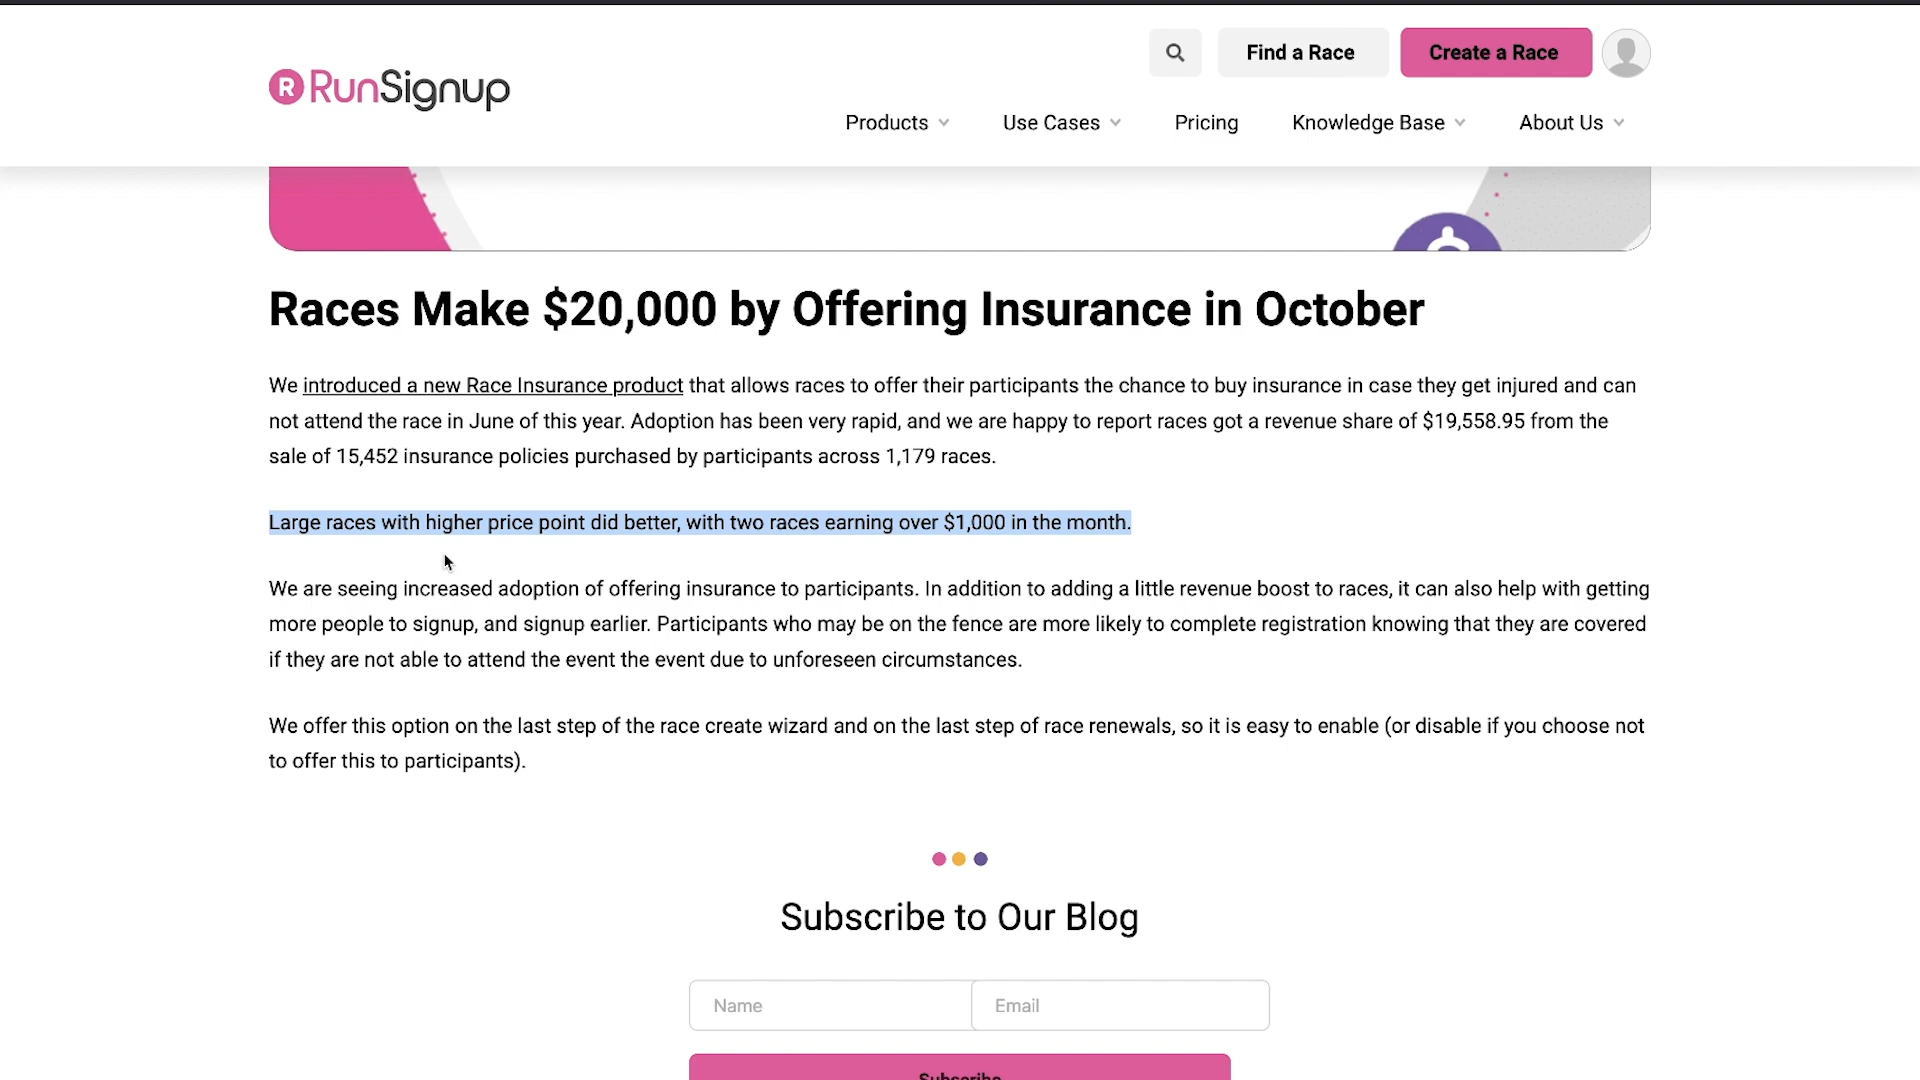 Find a Race
Create a Race
R RunSignup
Products
Use Cases
Pricing
Knowledge Base
About Us
$
Races Make $20,000 by Offering Insurance in October
We introduced a new Race Insurance product that allows races to offer their participants the chance to buy insurance in case they get injured and can
not attend the race in June of this year. Adoption has been very rapid, and we are happy to report races got a revenue share of $19,558.95 from the
sale of 15,452 insurance policies purchased by participants across 1,179 races.
Large races with higher price point did better, with two races earning over $1,000 in the month.
We are seeing increased adoption of offering insurance to participants. In addition to adding a little revenue boost to races, it can also help with getting
more people to signup, and signup earlier. Participants who may be on the fence are more likely to complete registration knowing that they are covered
if they are not able to attend the event the event due to unforeseen circumstances.
We offer this option on the last step of the race create wizard and on the last step of race renewals, so it is easy to enable (or disable if you choose not
to offer this to participants).
Subscribe to Our Blog
Name
Email
Subscribe